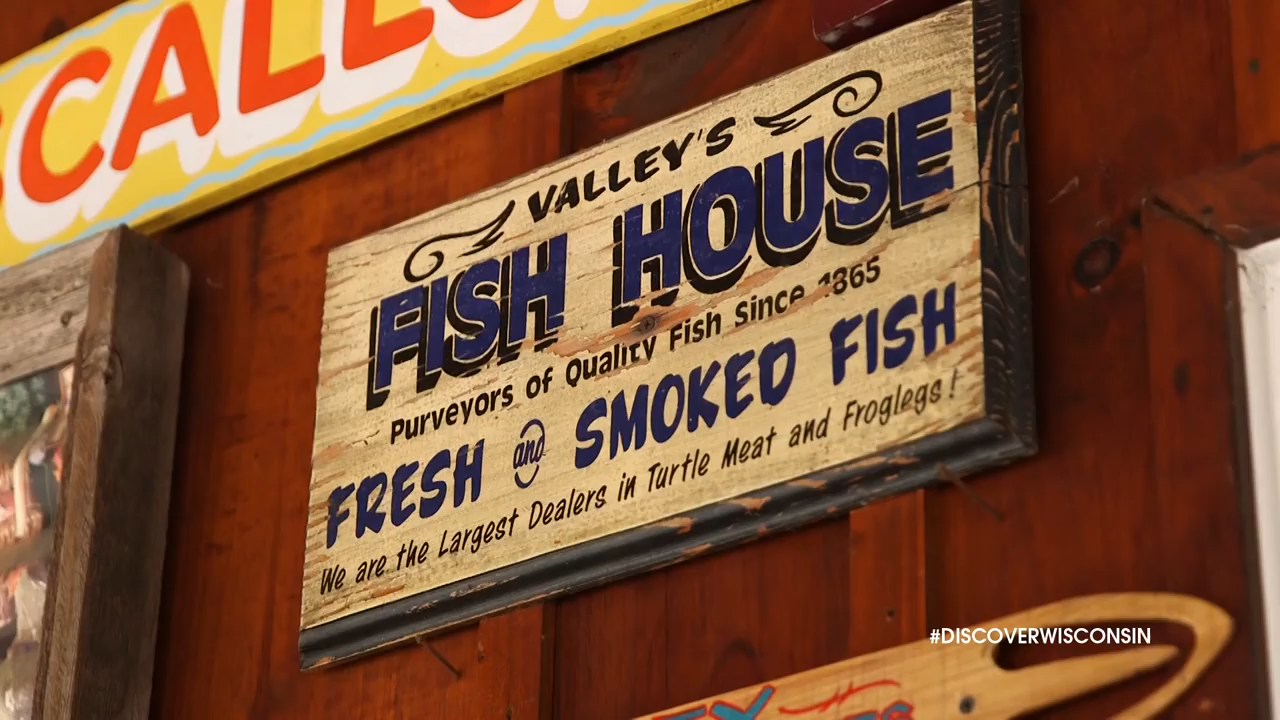 CALLO
VALLEY'S
FISH HOUSE
Purveyors of Quality Fish Since 1865
FRESH and SMOKED FISH
We are the Largest Dealers in Turtle Meat and Froglegs!
#DISCOVERWISCONSIN